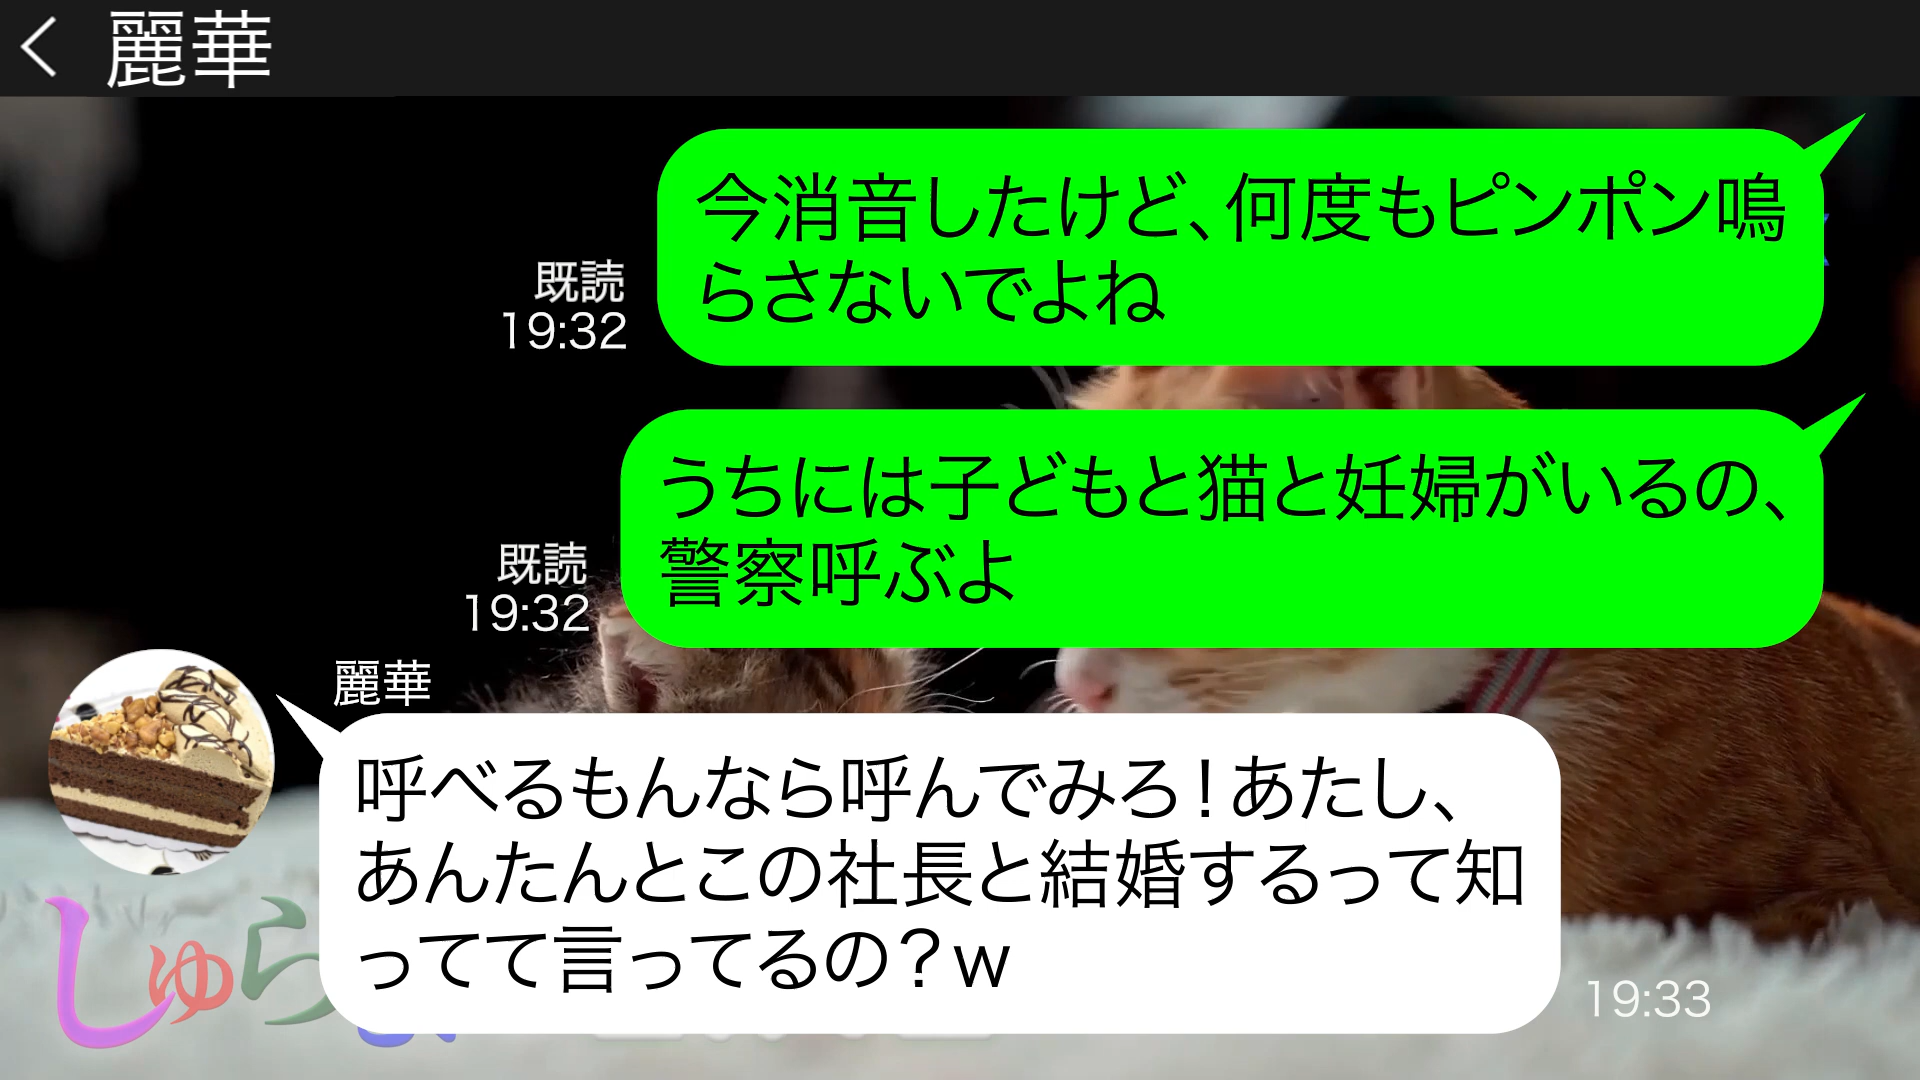 麗華
今消音したけど、何度もピンポン鳴
らさないでよね
既読
19:32
うちには子どもと猫と妊婦がいるの、
警察呼ぶよ
既読
19:32
麗華
呼べるもんなら呼んでみろ！あたし、
あんたんとこの社長と結婚するって知
ってて言ってるの？w
19:33
しゅら